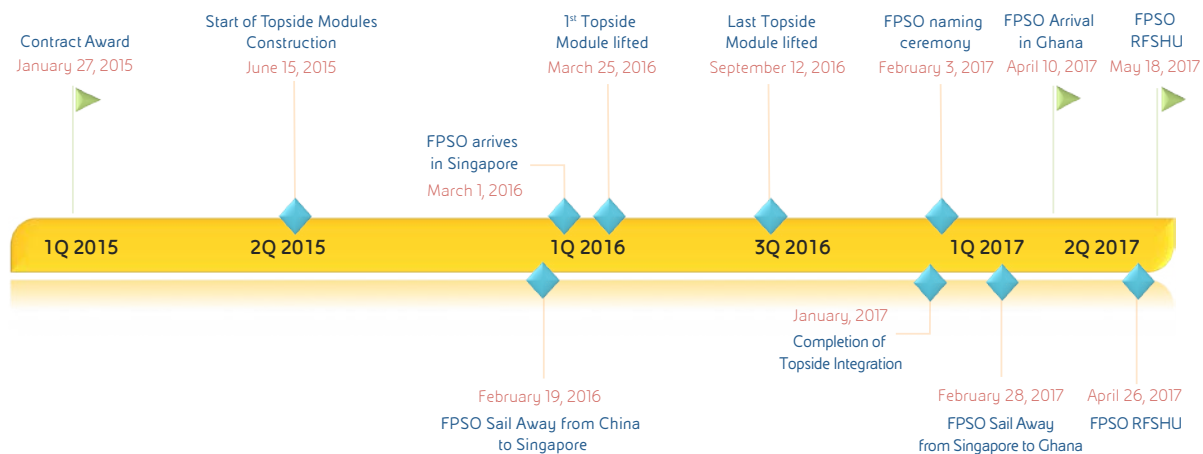 Contract Award
January 27, 2015
Start of Topside Modules
Construction
June 15, 2015
FPSO arrives
in Singapore
March 1, 2016
1st Topside
Module lifted
March 25, 2016
Last Topside
Module lifted
September 12, 2016
FPSO naming
ceremony
February 3, 2017
FPSO Arrival
in Ghana
April 10, 2017
FPSO
RFSHU
May 18, 2017
1Q 2015
2Q 2015
1Q 2016
3Q 2016
1Q 2017
2Q 2017
February 19, 2016
FPSO Sail Away from China
to Singapore
January, 2017
Completion of
Topside Integration
February 28, 2017
FPSO Sail Away
from Singapore to Ghana
April 26, 2017
FPSO RFSHU